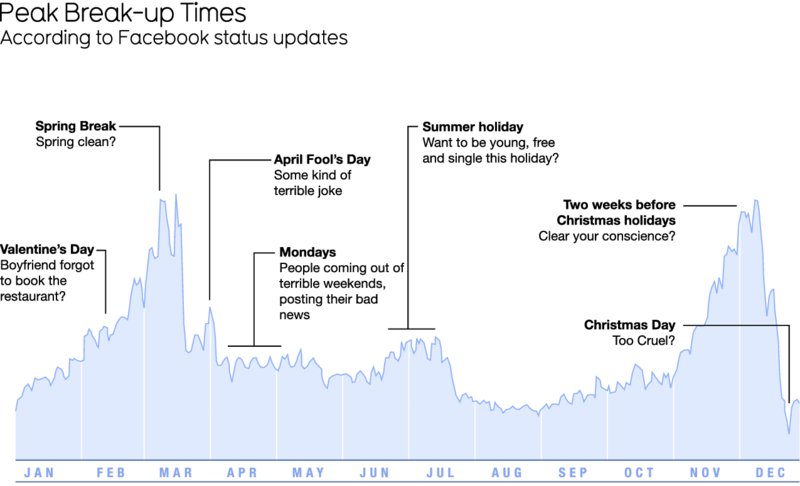 Peak Break-up Times
According to Facebook status updates
Spring Break
Spring clean?
April Fool's Day
Some kind of
terrible joke
Summer holiday
Want to be young, free
and single this holiday?
Two weeks before
Christmas holidays
Clear your conscience?
Valentine's Day
Boyfriend forgot
to book the
restaurant?
Mondays
People coming out of
terrible weekends,
posting their bad
news
Christmas Day
Too Cruel?
JAN FEB MAR APR MAY JUN JUL AUG SEP OCT NOV DEC